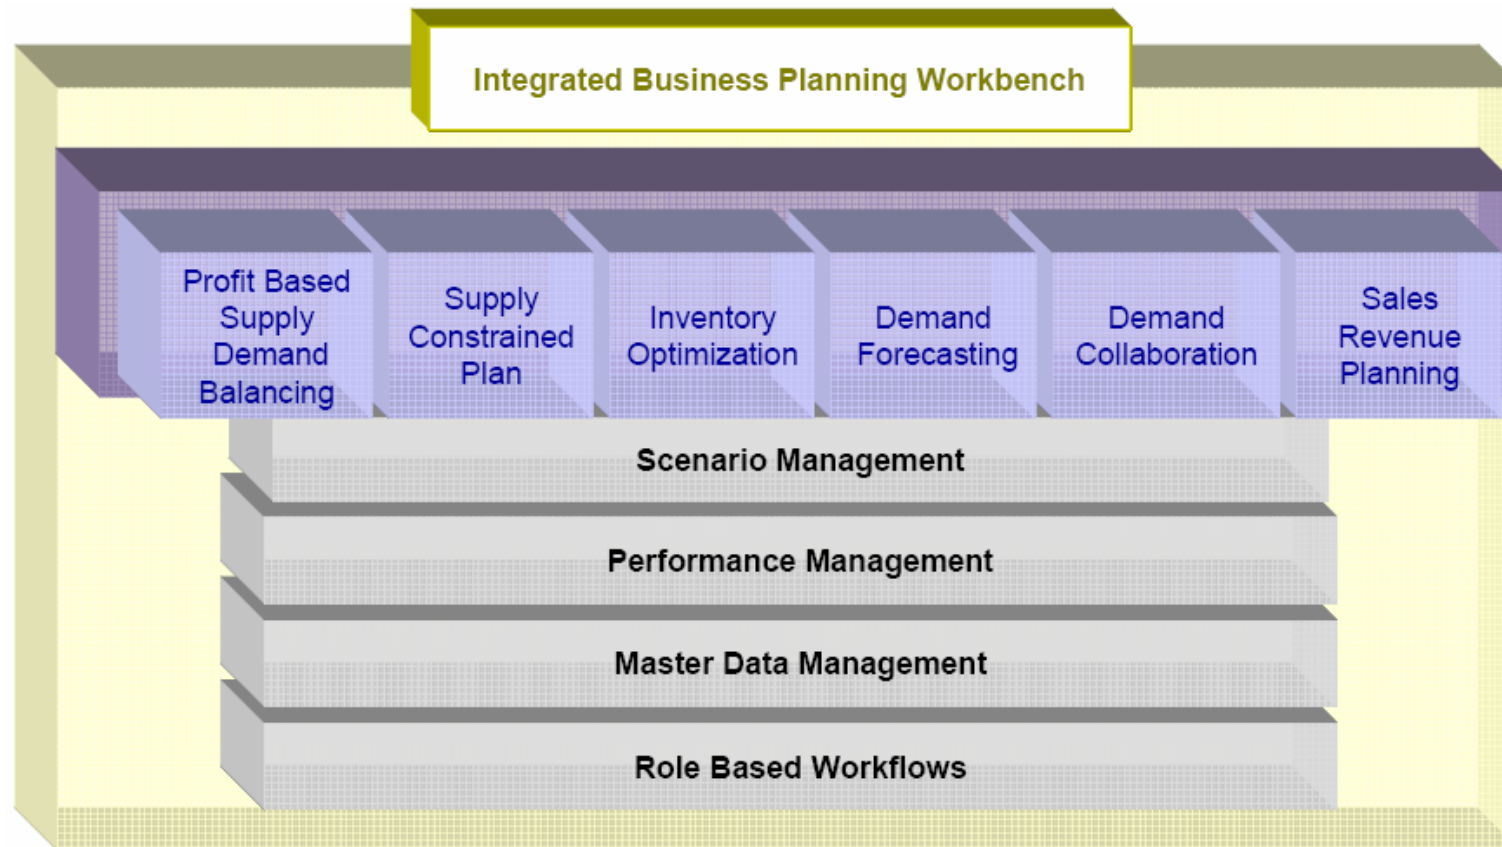 Integrated Business Planning Workbench
Profit Based
Supply
Demand
Balancing
Supply
Constrained
Plan
Inventory
Optimization
Demand
Forecasting
Demand
Collaboration
Sales
Revenue
Planning
Scenario Management
Performance Management
Master Data Management
Role Based Workflows